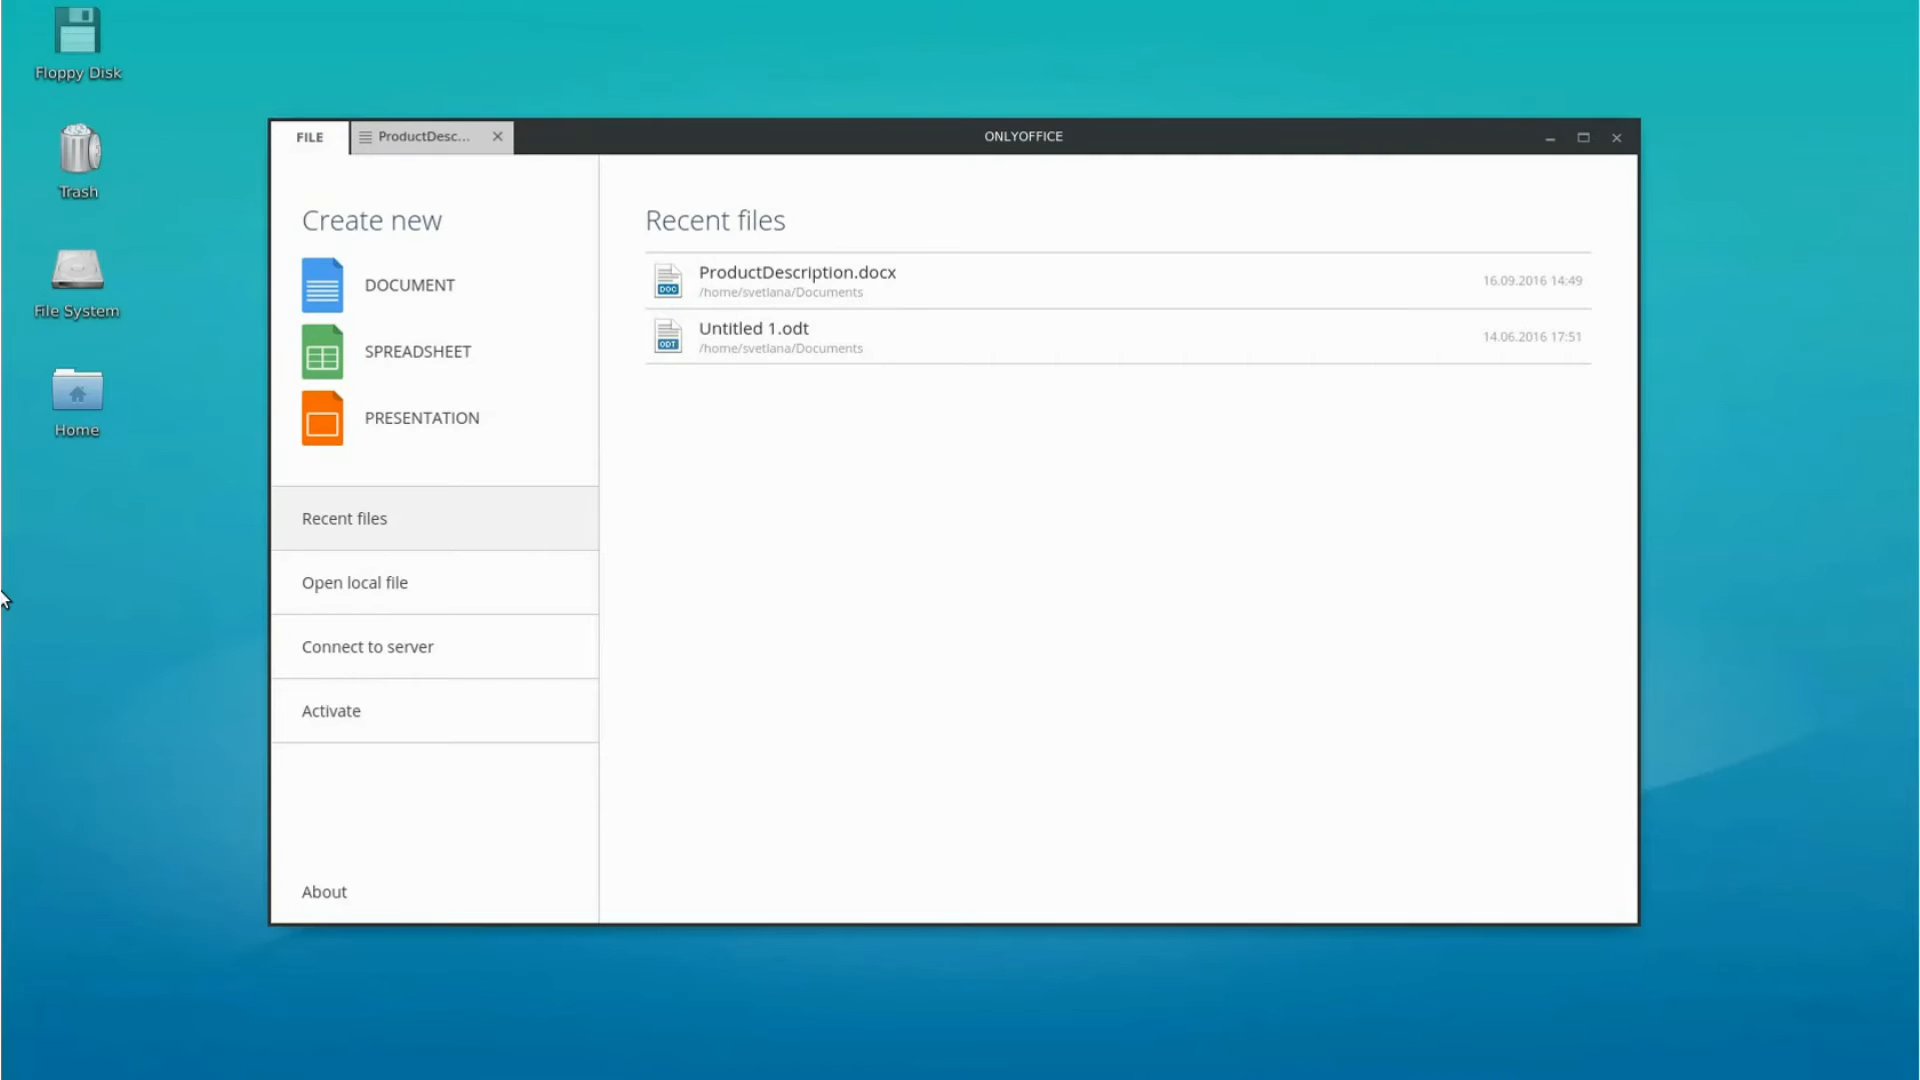 Floppy Disk
Trash
File System
Home
FILE
ProductDesc...
ONLYOFFICE
Create new
DOCUMENT
SPREADSHEET
PRESENTATION
Recent files
Open local file
Connect to server
Activate
About
Recent files
DOC
ProductDescription.docx
/home/svetlana/Documents
16.09.2016 14:49
ODT
Untitled 1.odt
/home/svetlana/Documents
14.06.2016 17:51